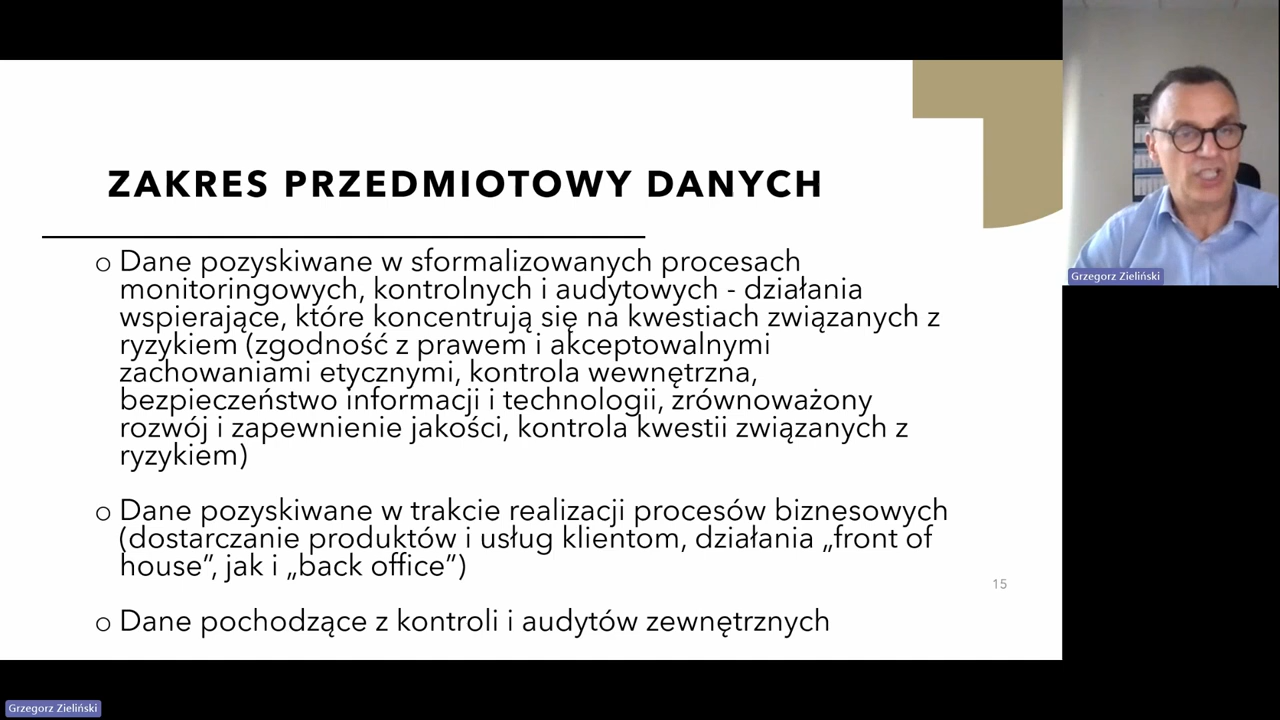 ZAKRES PRZEDMIOTOWY DANYCH
o Dane pozyskiwane w sformalizowanych procesach
monitoringowych, kontrolnych i audytowych - działania
wspierające, które koncentrują się na kwestiach związanych z
ryzykiem (zgodność z prawem i akceptowalnymi
zachowaniami etycznymi, kontrola wewnętrzna,
bezpieczeństwo informacji i technologii, zrównoważony
rozwój i zapewnienie jakości, kontrola kwestii związanych z
ryzykiem)
o Dane pozyskiwane w trakcie realizacji procesów biznesowych
(dostarczanie produktów i usług klientom, działania „front of
house”, jak i „back office”)
15
o Dane pochodzące z kontroli i audytów zewnętrznych
Grzegorz Zieliński
Grzegorz Zieliński